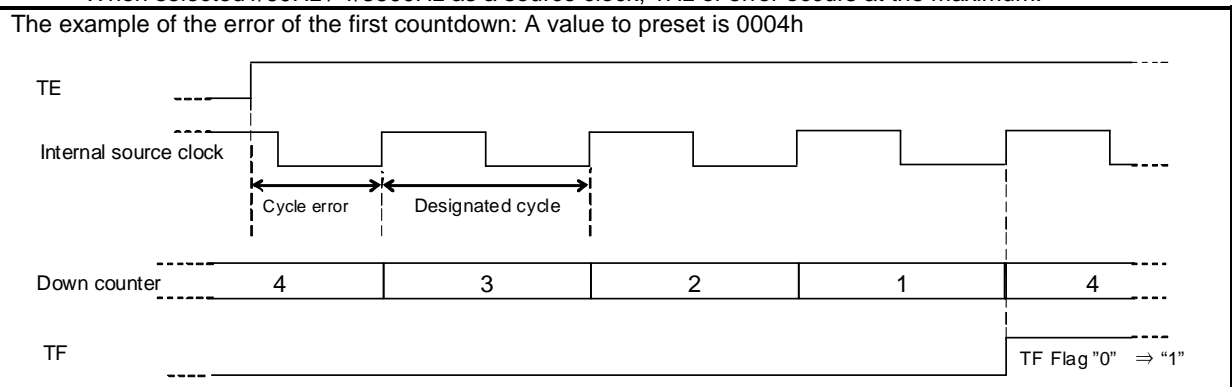 The example of the error of the first countdown: A value to preset is 0004h
TE
Internal source clock
Cycle error
Designated cycle
Down counter
4
3
2
1
4
TF
TF Flag "0" ⇒ "1"